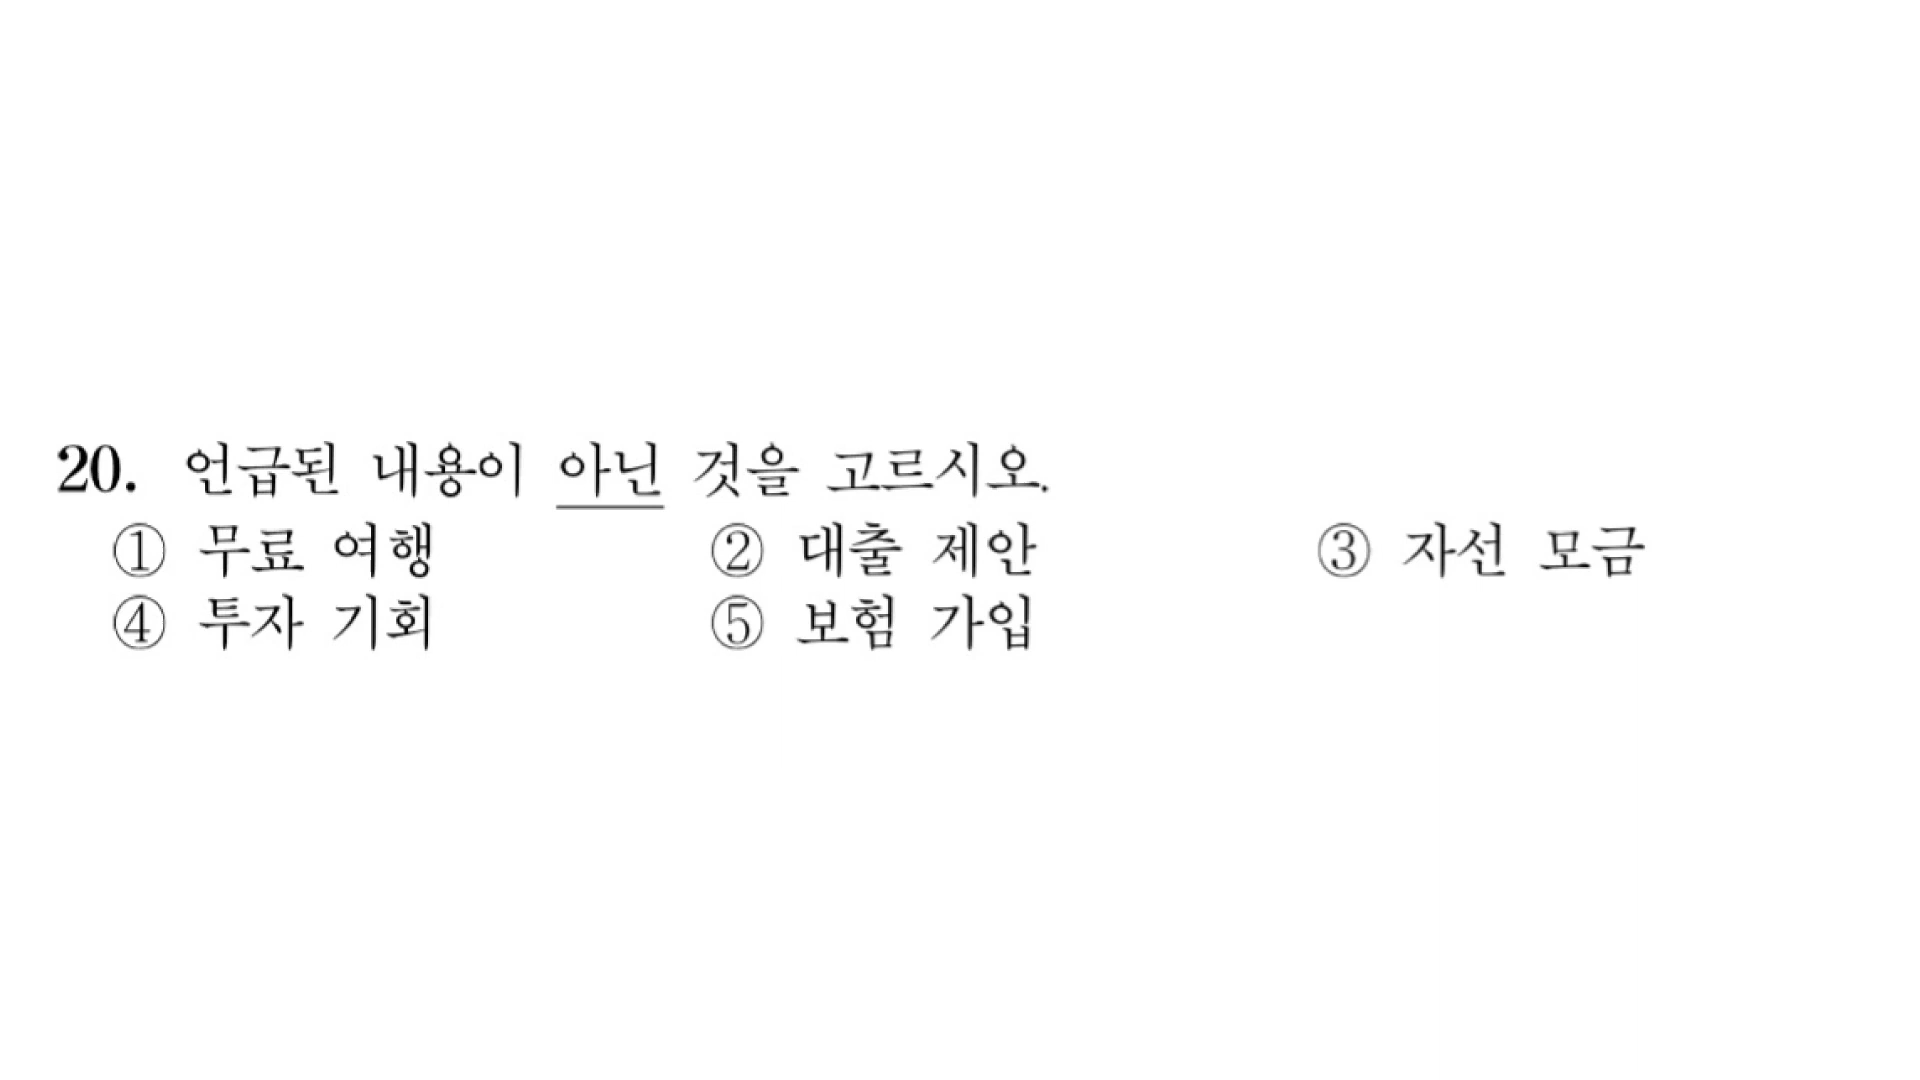 20. 언급된 내용이 아닌 것을 고르시오.
① 무료 여행 ② 대출 제안 ③ 자선 모금
④ 투자 기회 ⑤ 보험 가입